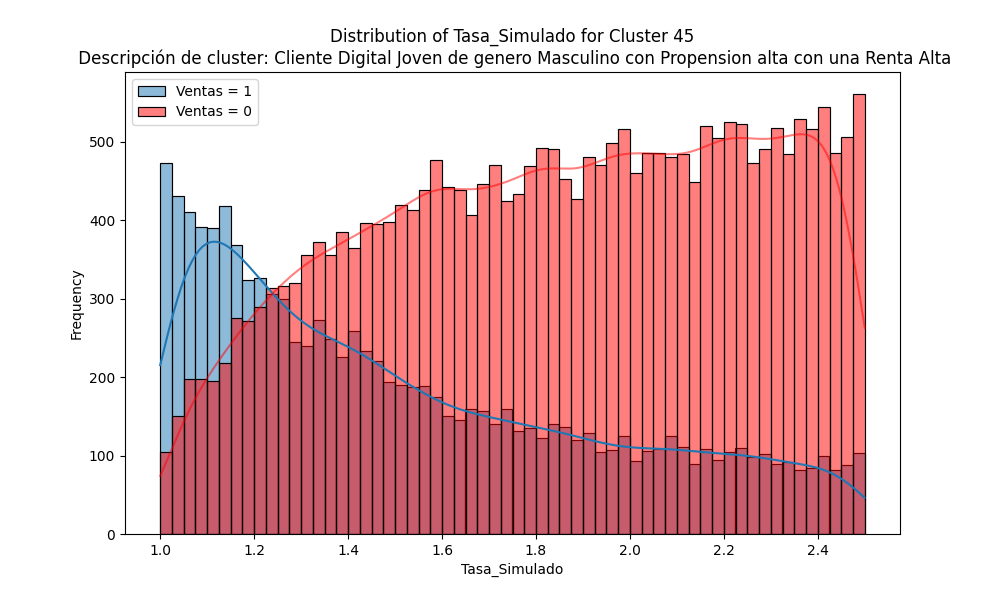 Distribution of Tasa_Simulado for Cluster 45
Descripción de cluster: Cliente Digital Joven de genero Masculino con Propension alta con una Renta Alta
Ventas = 1
Ventas = 0
500
400
300
200
100
0
Frequency
1.0 1.2 1.4 1.6 1.8 2.0 2.2 2.4
Tasa_Simulado